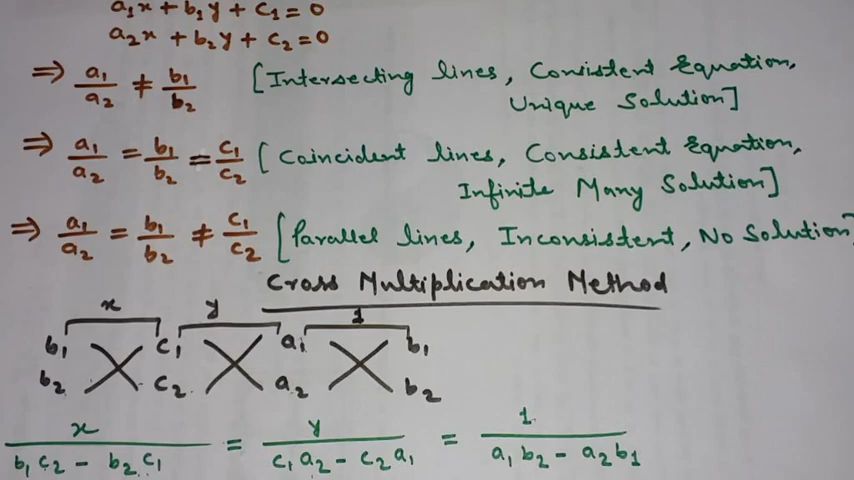 a₁x + b₁y + c₁ = 0
a₂x + b₂y + c₂ = 0
⇒ a₁/a₂ ≠ b₁/b₂ [Intersecting lines, Consistent Equation,
Unique Solution]
⇒ a₁/a₂ = b₁/b₂ = c₁/c₂ [Coincident lines, Consistent Equation,
Infinite Many Solution]
⇒ a₁/a₂ = b₁/b₂ ≠ c₁/c₂ [Parallel lines, Inconsistent, No Solution]
Cross Multiplication Method
x y 1
b₁ c₁ a₁ b₁
b₂ c₂ a₂ b₂
x/(b₁c₂ - b₂c₁) = y/(c₁a₂ - c₂a₁) = 1/(a₁b₂ - a₂b₁)